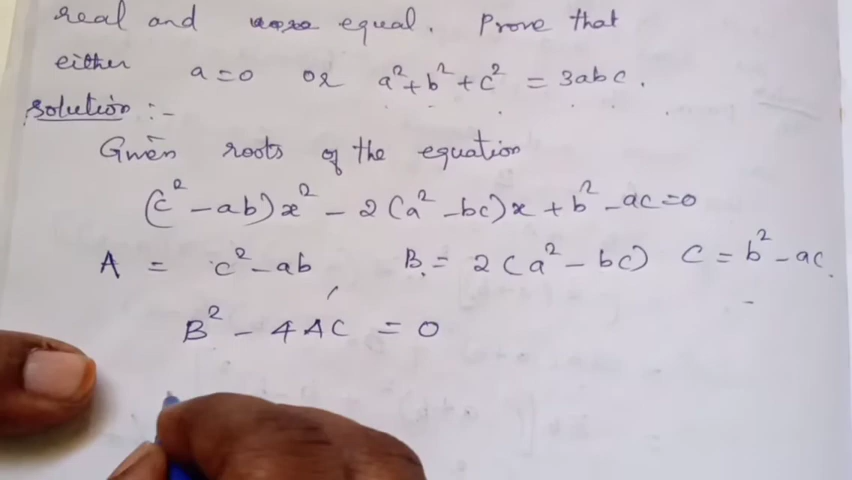 real and equal. Prove that
either a=0 or a²+b²+c² = 3abc.
Solution :-
Given roots of the equation
(c²-ab)x² - 2(a²-bc)x + b²-ac=0
A = c²-ab B = 2(a²-bc) C = b²-ac.
B² - 4AC = 0